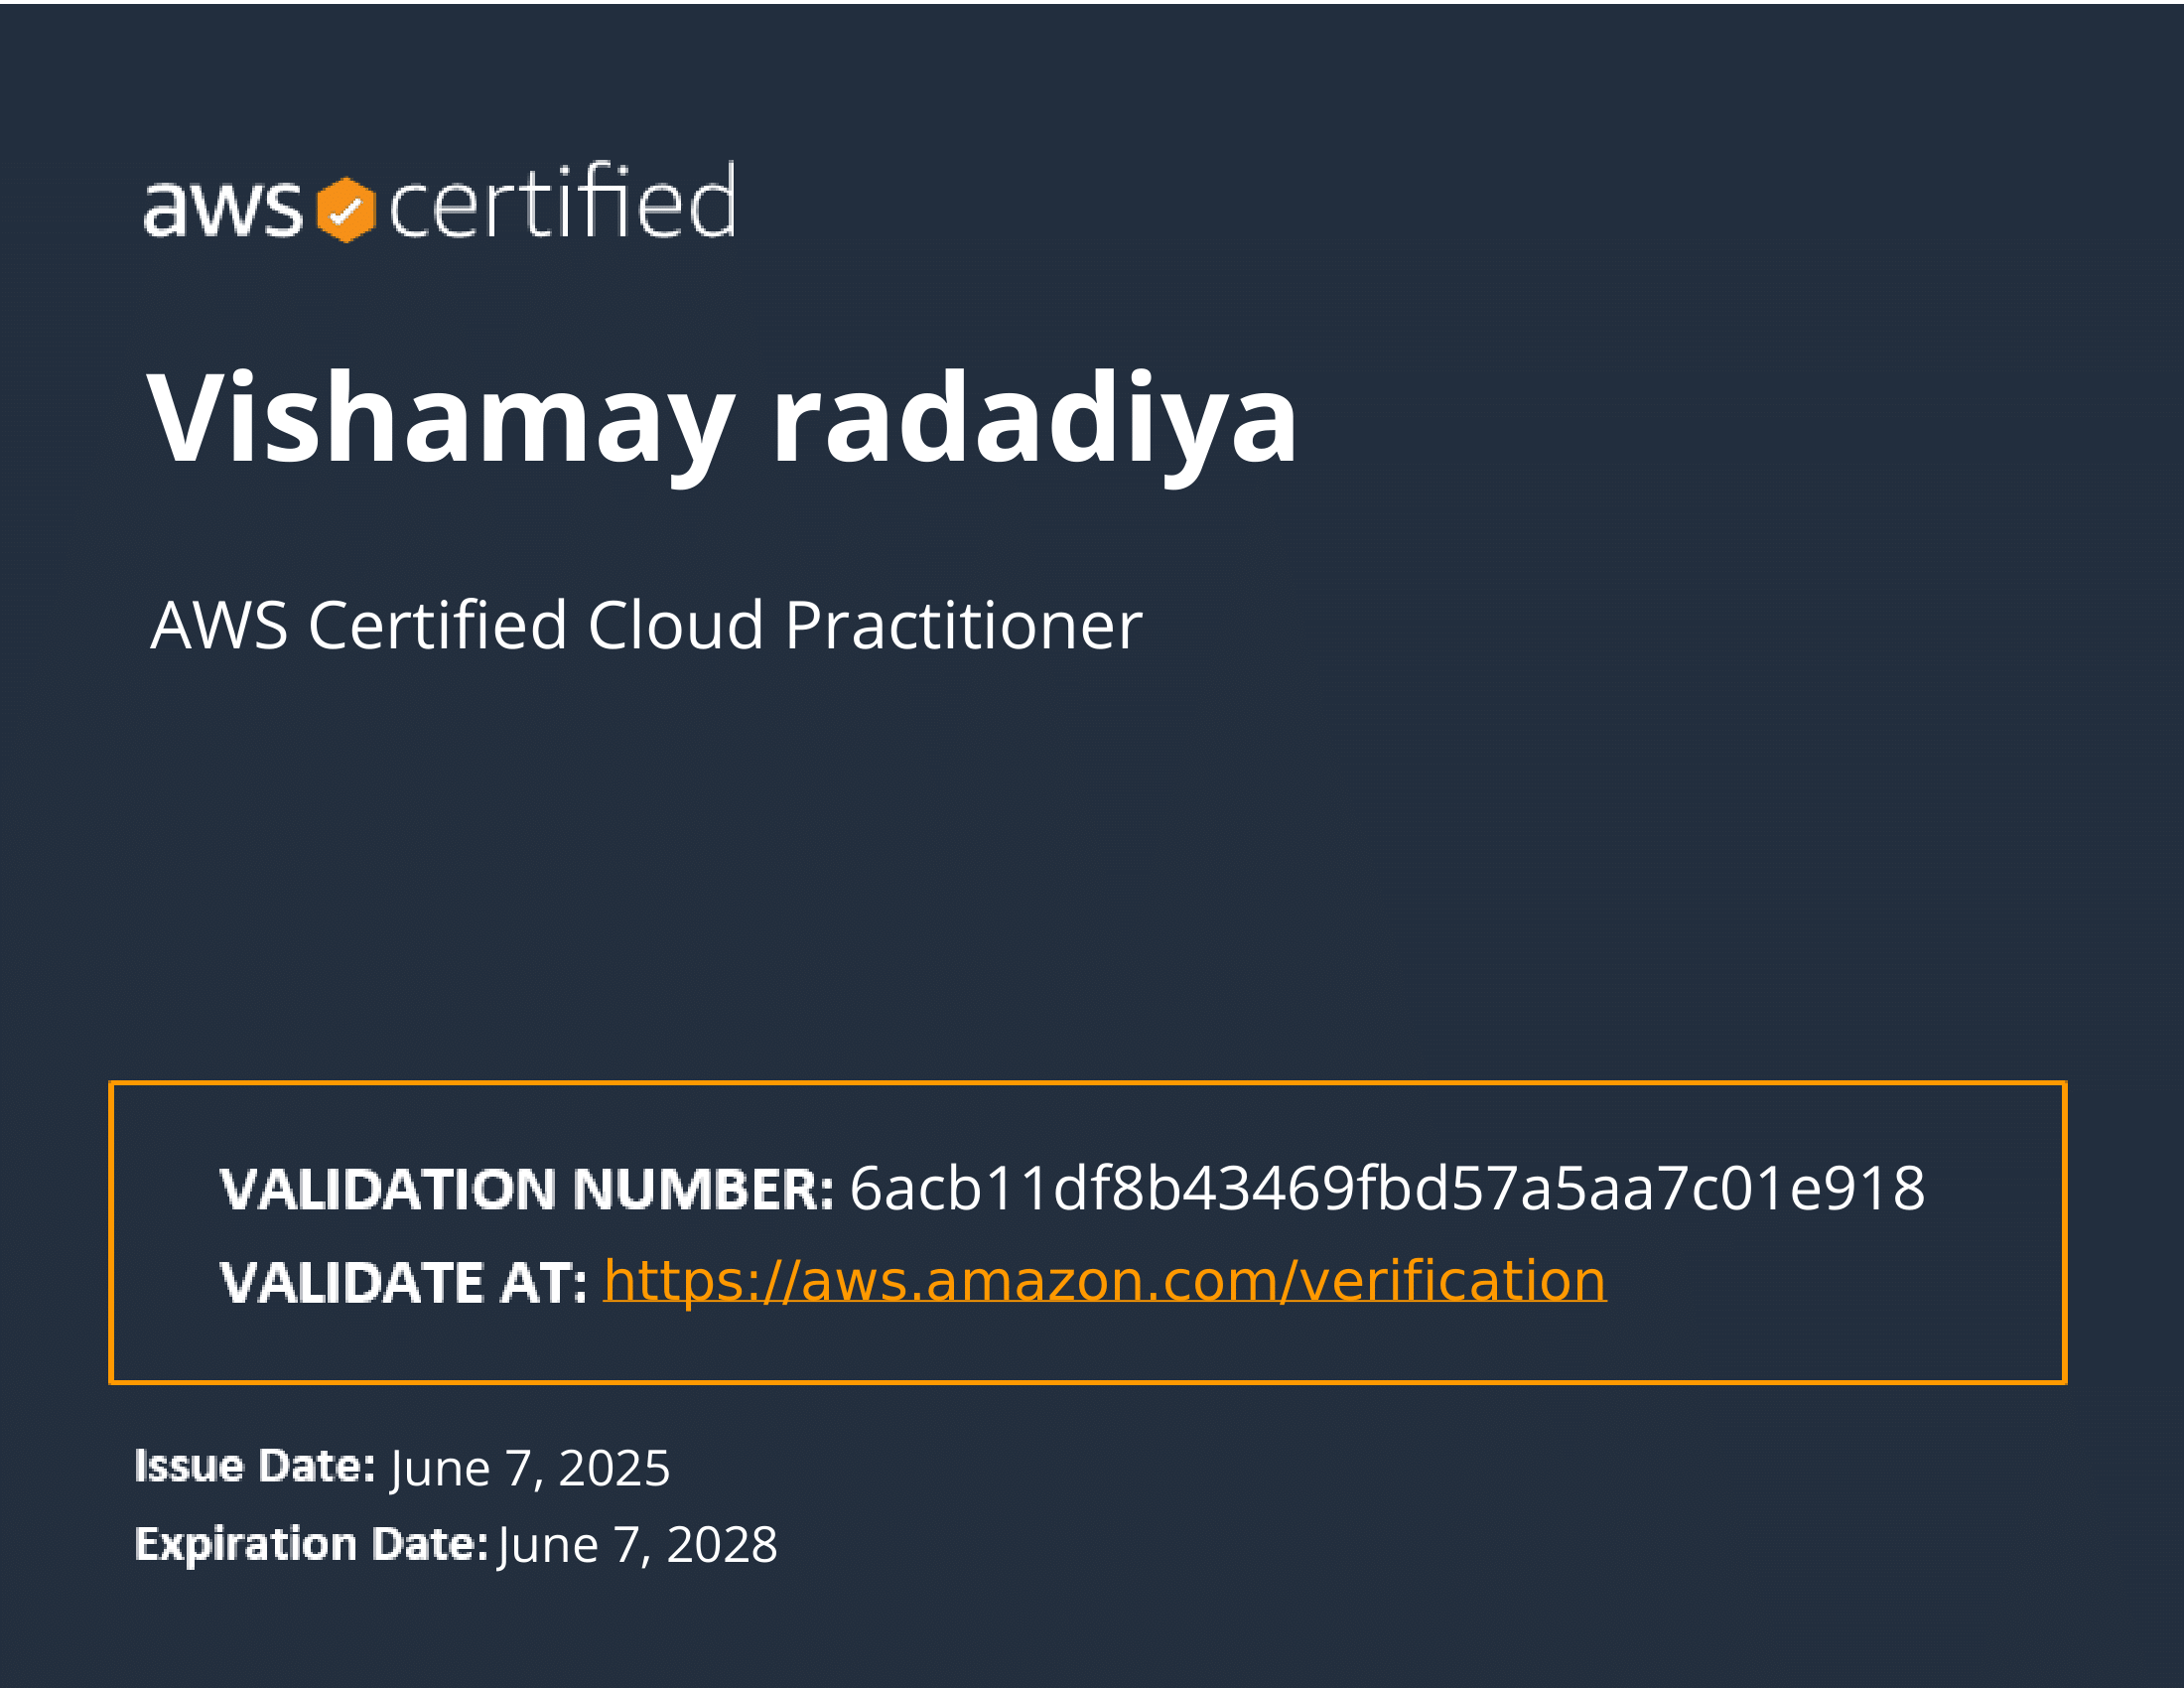 aws certified
Vishamay radadiya
AWS Certified Cloud Practitioner
VALIDATION NUMBER: 6acb11df8b43469fbd57a5aa7c01e918
VALIDATE AT: https://aws.amazon.com/verification
Issue Date: June 7, 2025
Expiration Date: June 7, 2028